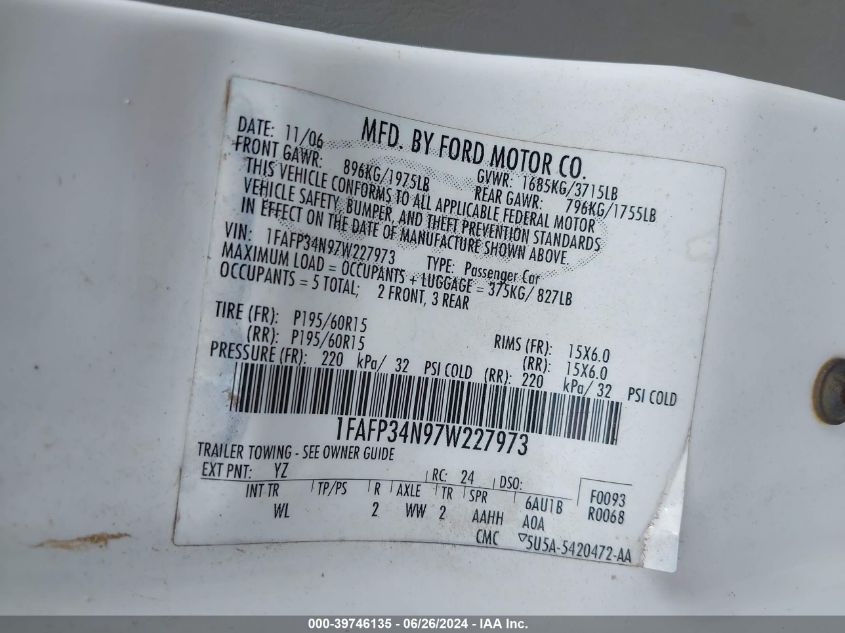 DATE: 11/06 MFD. BY FORD MOTOR CO.
FRONT GAWR: 896KG/1975LB GVWR: 1685KG/3715LB
REAR GAWR: 796KG/1755LB
THIS VEHICLE CONFORMS TO ALL APPLICABLE FEDERAL MOTOR
VEHICLE SAFETY, BUMPER, AND THEFT PREVENTION STANDARDS
IN EFFECT ON THE DATE OF MANUFACTURE SHOWN ABOVE.
VIN: 1FAFP34N97W227973 TYPE: Passenger Car
MAXIMUM LOAD = OCCUPANTS + LUGGAGE = 375KG/ 827LB
OCCUPANTS = 5 TOTAL; 2 FRONT, 3 REAR
TIRE (FR): P195/60R15 RIMS (FR): 15X6.0
(RR): P195/60R15 (RR): 15X6.0
PRESSURE (FR): 220 kPa/ 32 PSI COLD (RR): 220 kPa/ 32 PSI COLD
1FAFP34N97W227973
TRAILER TOWING - SEE OWNER GUIDE
EXT PNT: YZ RC: 24 DSO: F0093
INT TR TP/PS R AXLE TR SPR 6AU1B R0068
WL 2 WW 2 AAHH A0A
CMC ▽5U5A-5420472-AA
000-39746135 - 06/26/2024 - IAA Inc.